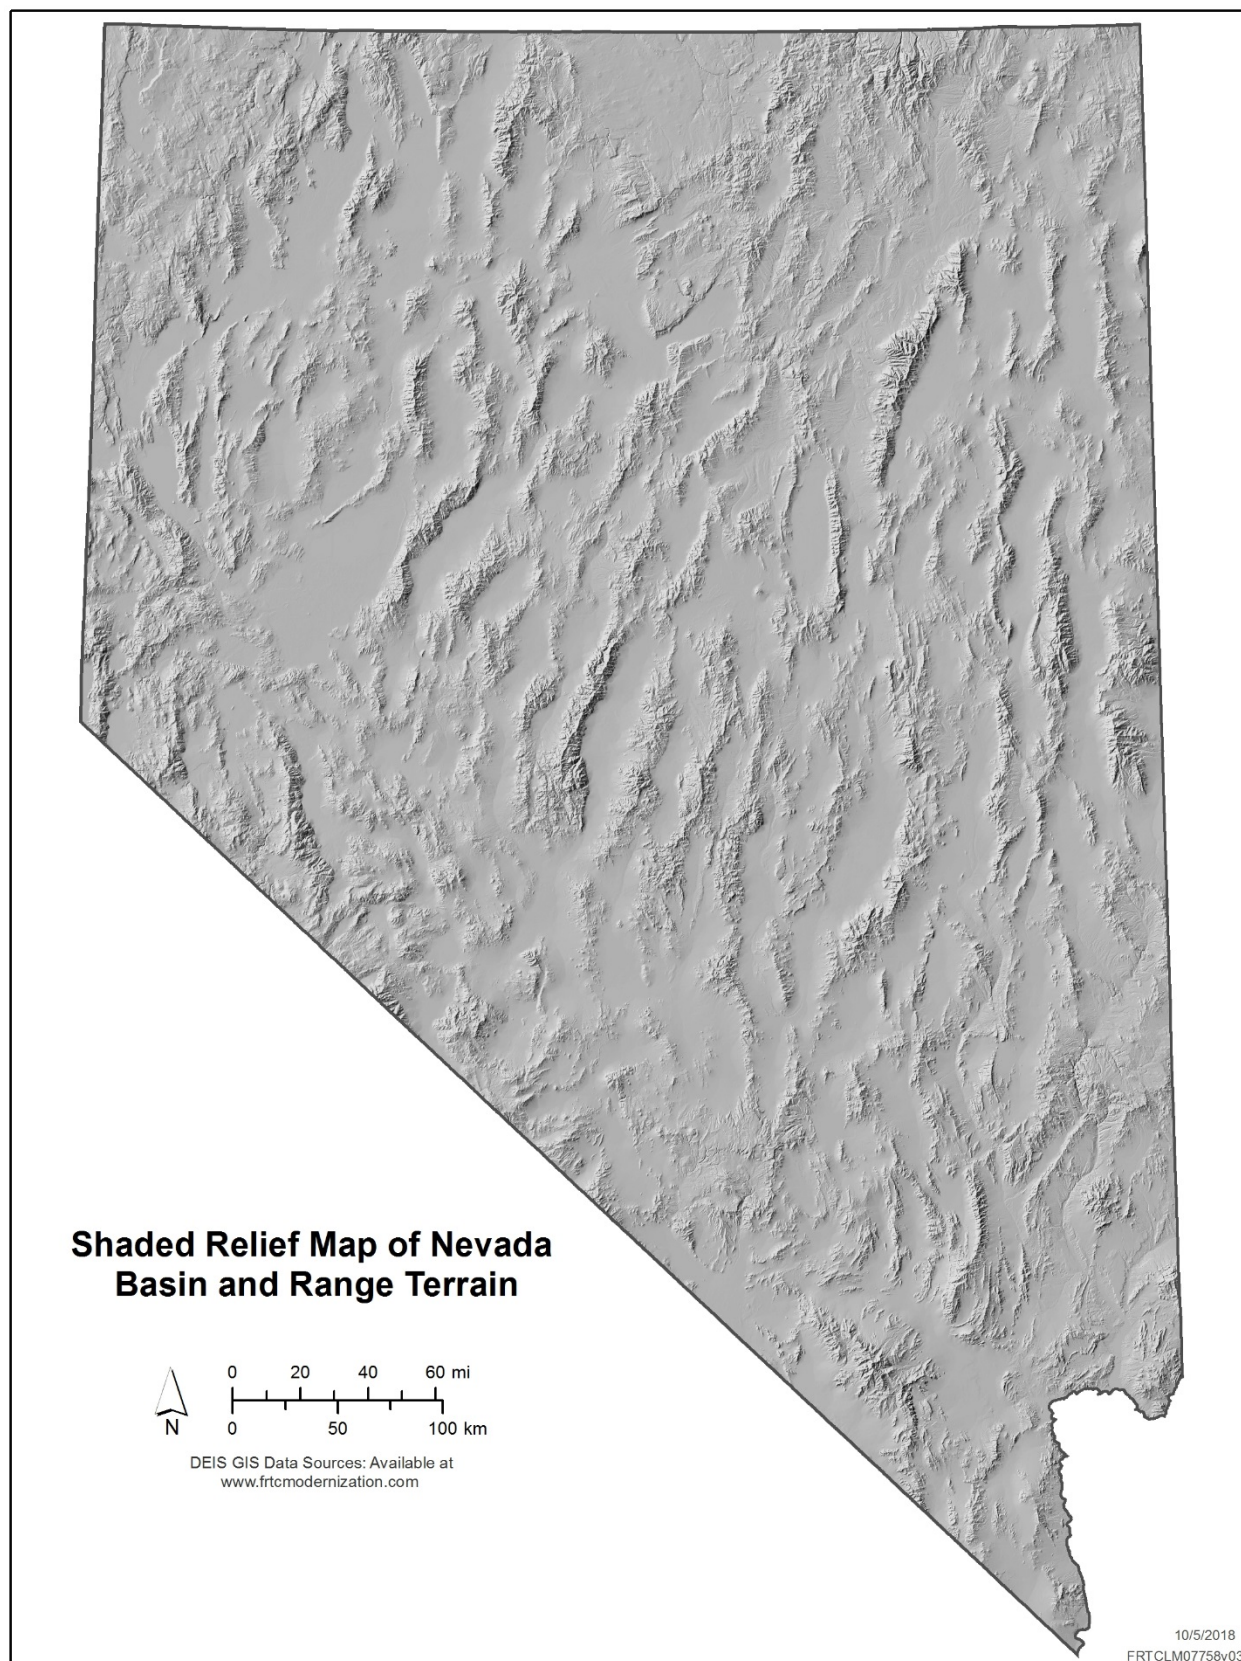 Shaded Relief Map of Nevada
Basin and Range Terrain
0 20 40 60 mi
N
0 50 100 km
DEIS GIS Data Sources: Available at
www.frtcmodernization.com
10/5/2018
FRTCLM07758v03